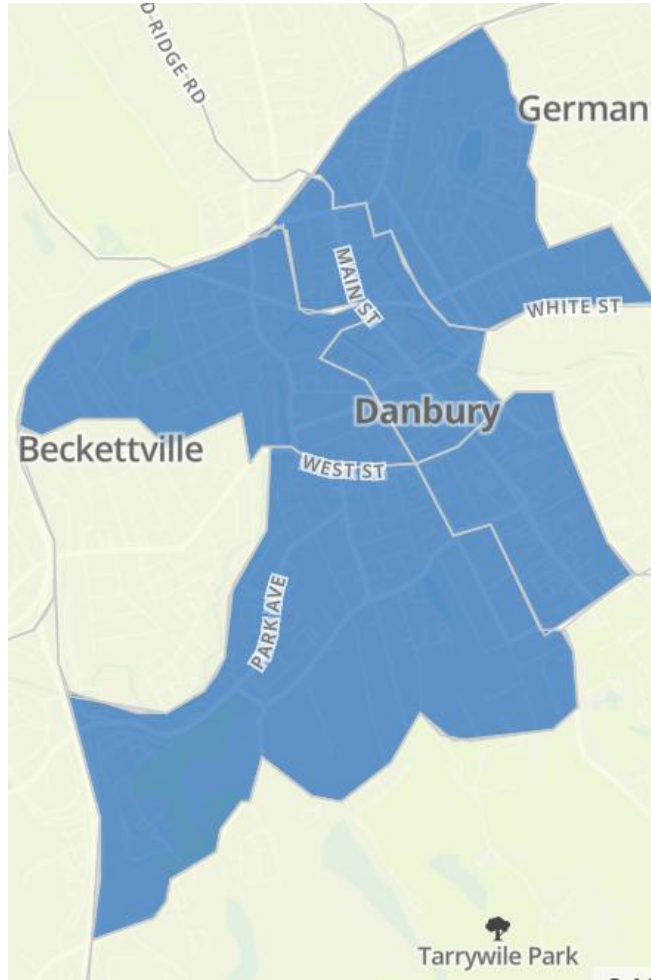 D-RIDGE RD
German
MAIN ST
WHITE ST
Danbury
Beckettville
WEST ST
PARK AVE
Tarrywile Park